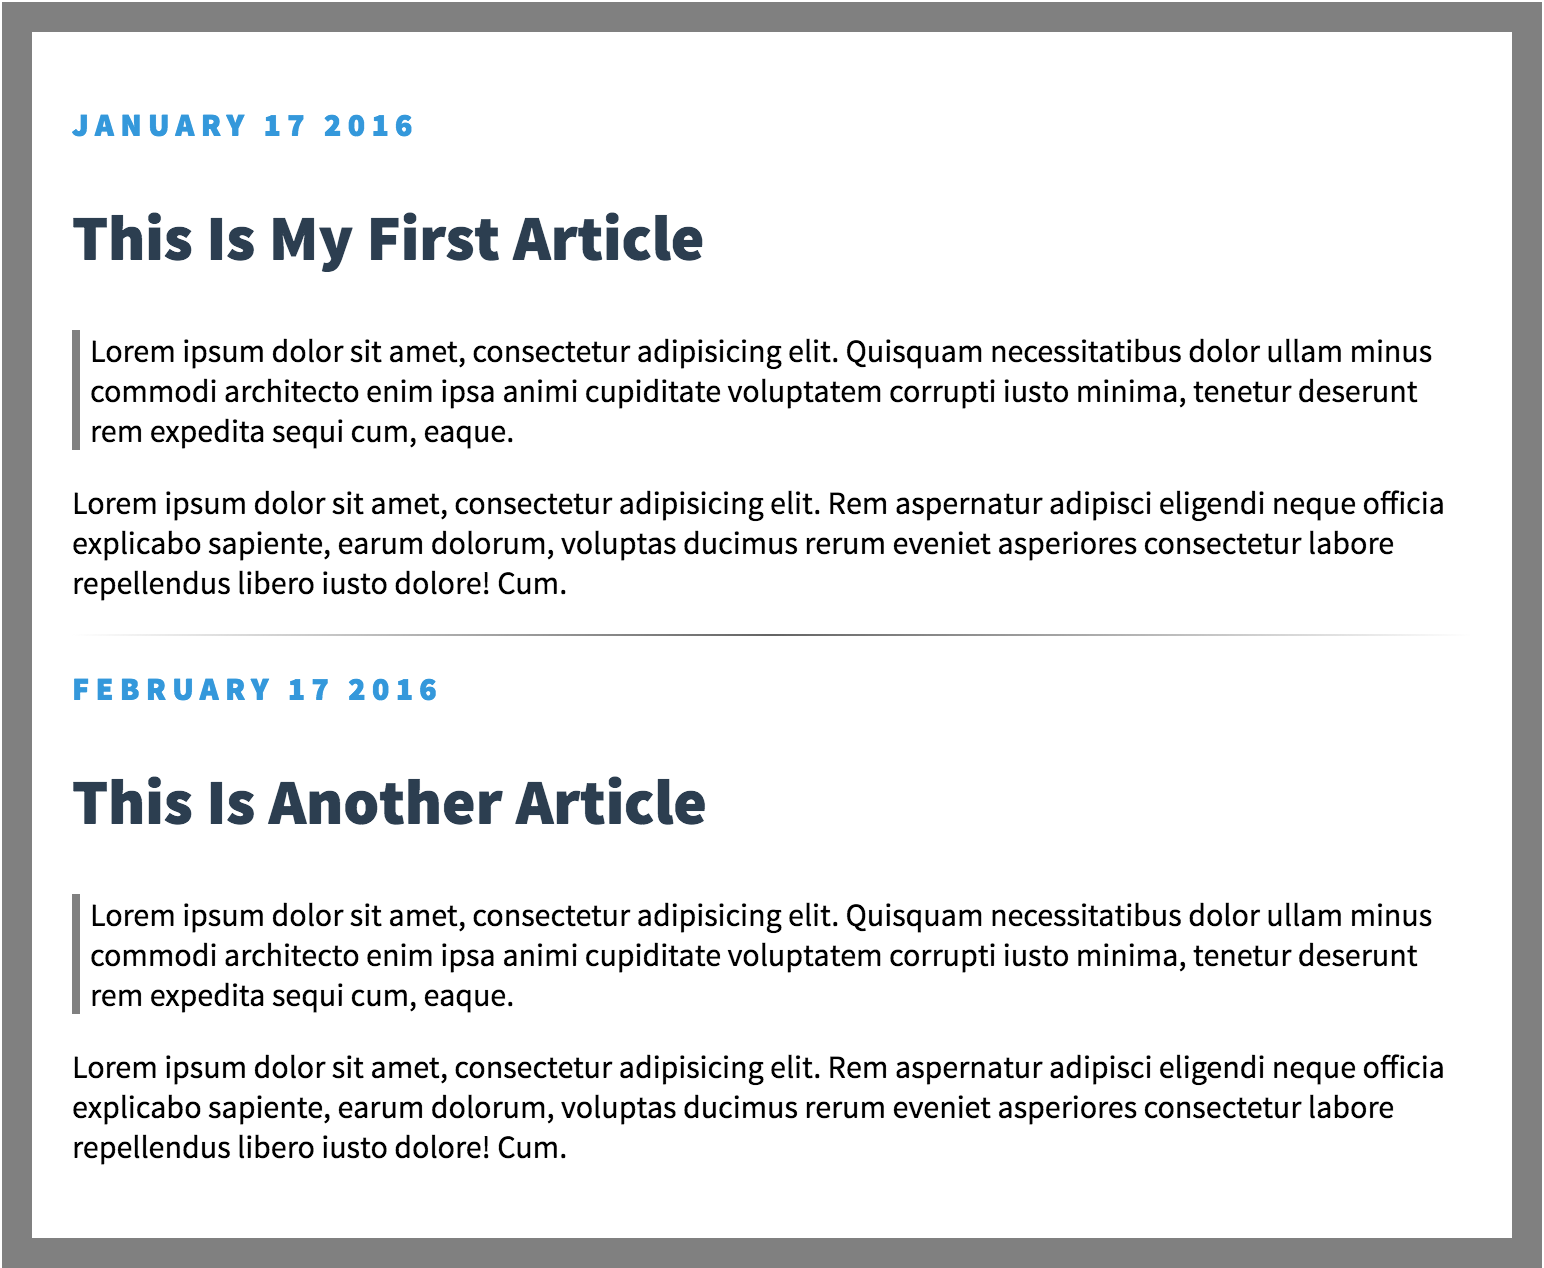 JANUARY 17 2016
This Is My First Article
Lorem ipsum dolor sit amet, consectetur adipisicing elit. Quisquam necessitatibus dolor ullam minus
commodi architecto enim ipsa animi cupiditate voluptatem corrupti iusto minima, tenetur deserunt
rem expedita sequi cum, eaque.
Lorem ipsum dolor sit amet, consectetur adipisicing elit. Rem aspernatur adipisci eligendi neque officia
explicabo sapiente, earum dolorum, voluptas ducimus rerum eveniet asperiores consectetur labore
repellendus libero iusto dolore! Cum.
FEBRUARY 17 2016
This Is Another Article
Lorem ipsum dolor sit amet, consectetur adipisicing elit. Quisquam necessitatibus dolor ullam minus
commodi architecto enim ipsa animi cupiditate voluptatem corrupti iusto minima, tenetur deserunt
rem expedita sequi cum, eaque.
Lorem ipsum dolor sit amet, consectetur adipisicing elit. Rem aspernatur adipisci eligendi neque officia
explicabo sapiente, earum dolorum, voluptas ducimus rerum eveniet asperiores consectetur labore
repellendus libero iusto dolore! Cum.